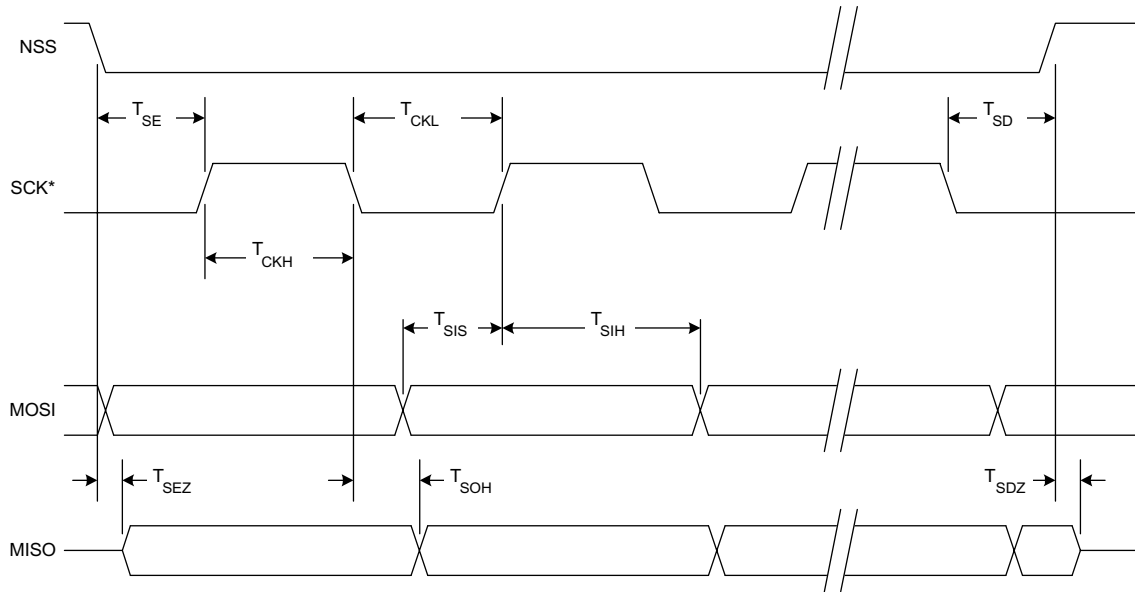 NSS
T_SE
T_CKL
T_SD
SCK*
T_CKH
T_SIS
T_SIH
MOSI
T_SEZ
T_SOH
T_SDZ
MISO